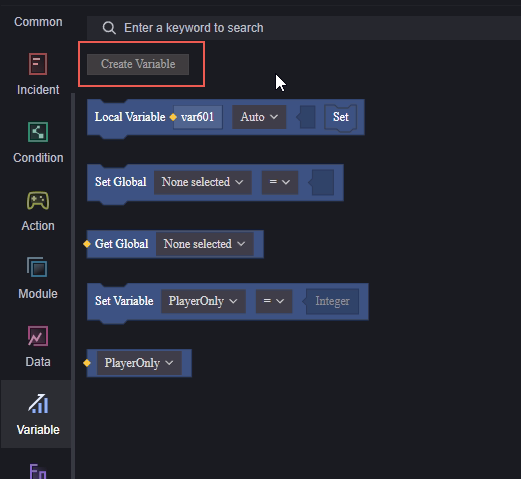 Common
Incident
Condition
Action
Module
Data
Variable
Fn
Enter a keyword to search
Create Variable
Local Variable var601 Auto Set
Set Global None selected =
Get Global None selected
Set Variable PlayerOnly = Integer
PlayerOnly